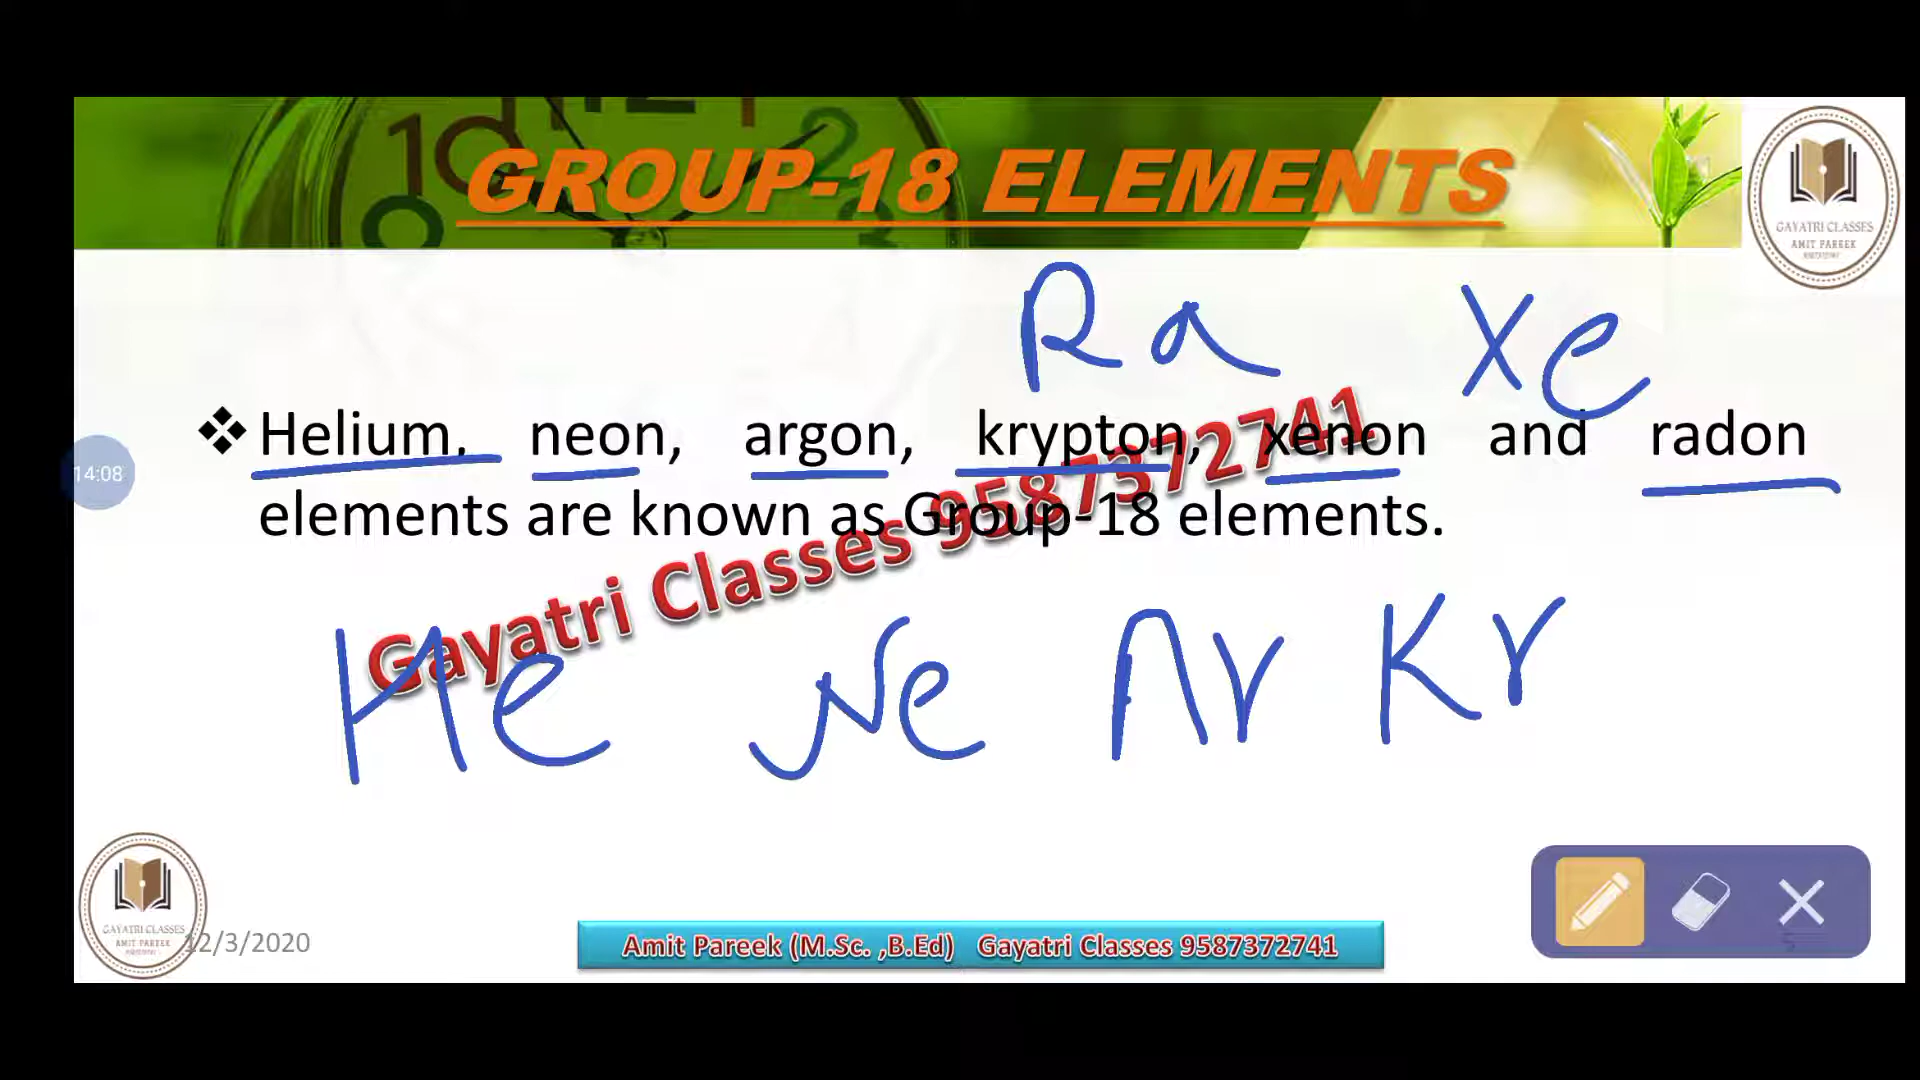 GROUP-18 ELEMENTS
GAYATRI CLASSES
AMIT PAREEK
Ra Xe
❖ Helium, neon, argon, krypton, xenon and radon
elements are known as Group-18 elements.
Gayatri Classes 9587372741
14:08
He Ne Ar Kr
GAYATRI CLASSES
AMIT PAREEK
12/3/2020
Amit Pareek (M.Sc. ,B.Ed) Gayatri Classes 9587372741